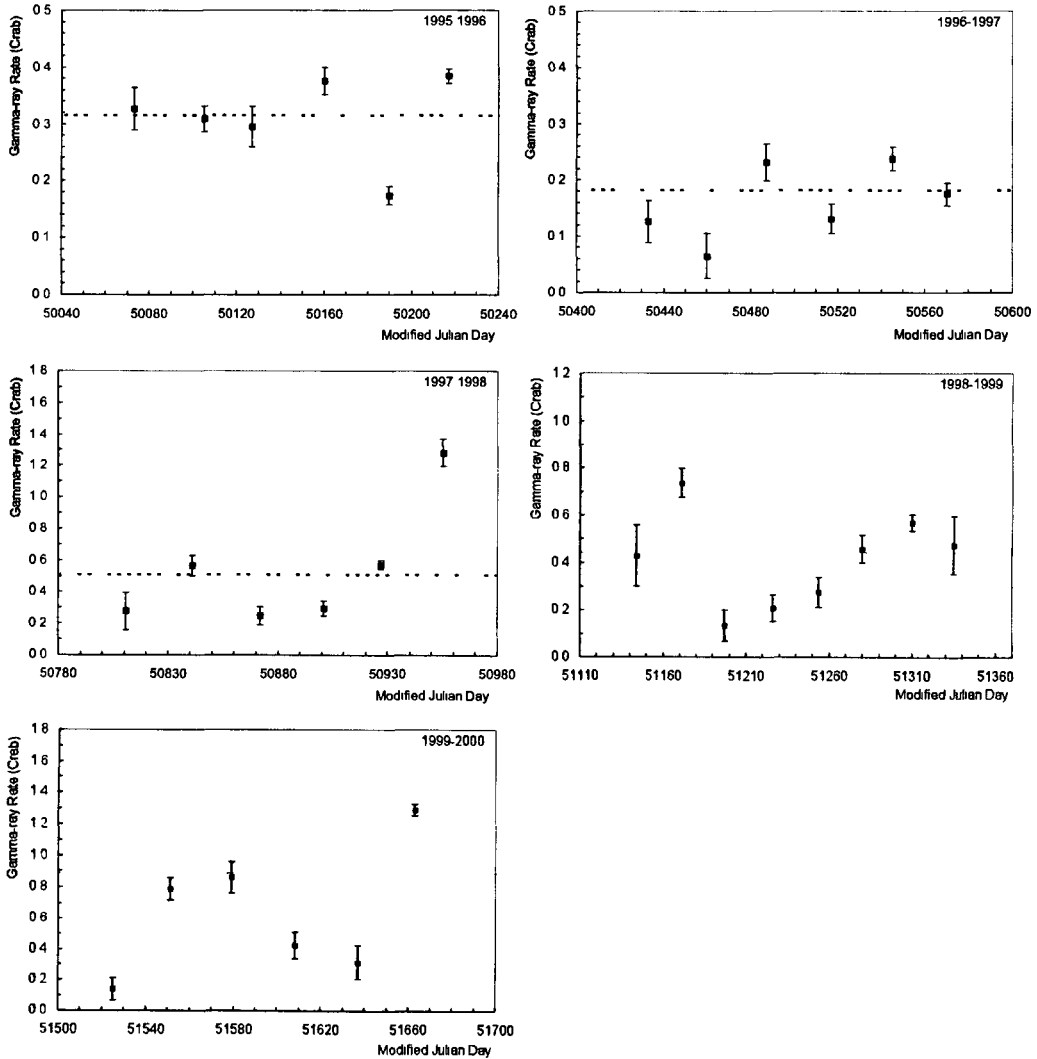 Gamma-ray Rate (Crab)
0 5
0 4
0 3
0 2
0 1
0 0
1995 1996
50040 50080 50120 50160 50200 50240
Modified Julian Day
Gamma-ray Rate (Crab)
0 5
0 4
0 3
0 2
0 1
0 0
1996-1997
50400 50440 50480 50520 50560 50600
Modified Julian Day
Gamma-ray Rate (Crab)
1 8
1 6
1 4
1 2
1 0
0 8
0 6
0 4
0 2
0 0
1997 1998
50780 50830 50880 50930 50980
Modified Julian Day
Gamma-ray Rate (Crab)
1 2
1 0
0 8
0 6
0 4
0 2
0 0
1998-1999
51110 51160 51210 51260 51310 51360
Modified Julian Day
Gamma-ray Rate (Crab)
1 8
1 6
1 4
1 2
1 0
0 8
0 6
0 4
0 2
0 0
1999-2000
51500 51540 51580 51620 51660 51700
Modified Julian Day